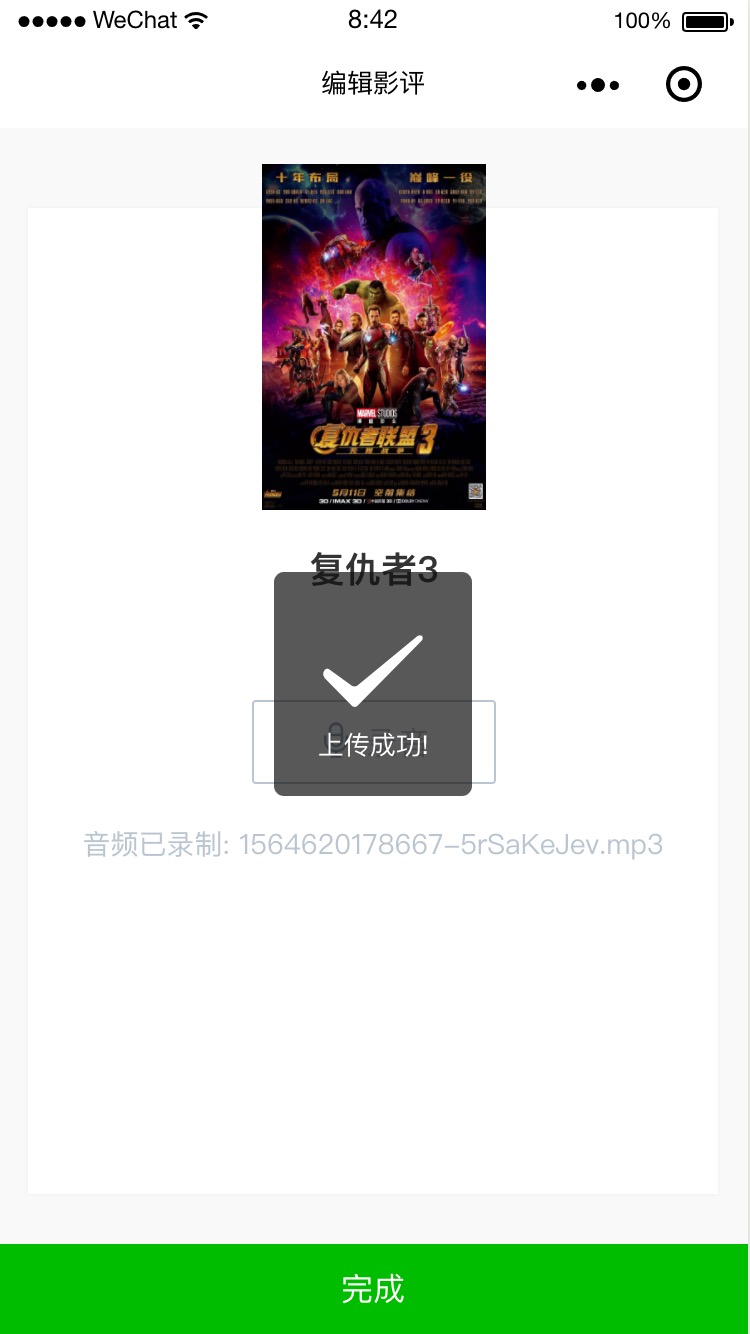 WeChat 8:42 100%
编辑影评
十年布局 巅峰一役
MARVEL STUDIOS
复仇者联盟3
5月11日 空前集结
复仇者3
上传成功!
音频已录制: 1564620178667-5rSaKeJev.mp3
完成